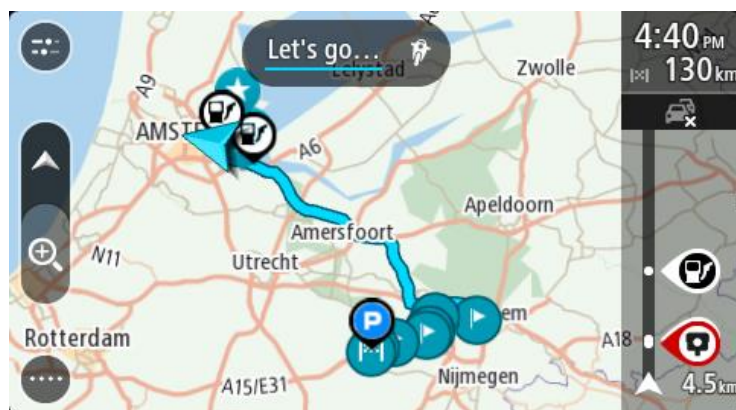 Let's go...
4:40 PM
130 km
Zwolle
A9
AMST
A6
Apeldoorn
Amersfoort
N11
Utrecht
Rotterdam
em
A18
P
A15/E31
Nijmegen
4.5 km